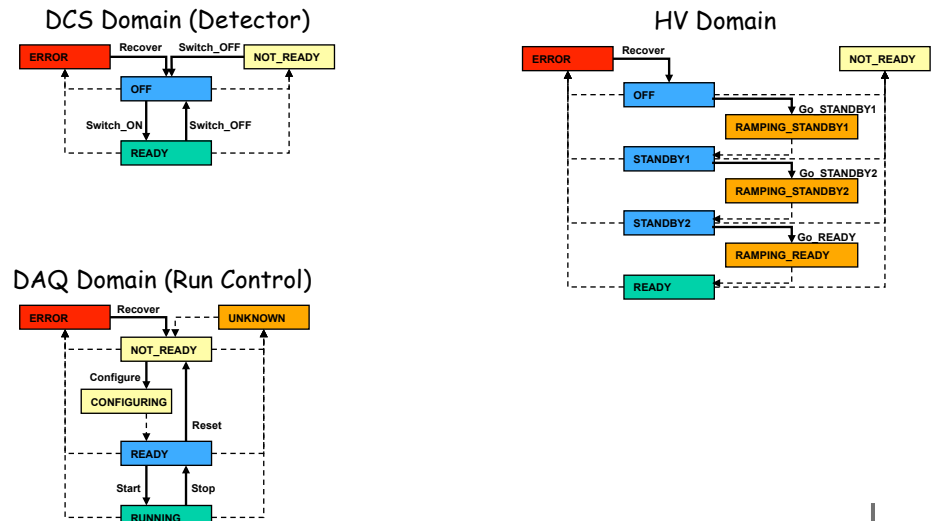 DCS Domain (Detector)
Recover
Switch_OFF
ERROR
NOT_READY
OFF
Switch_ON
Switch_OFF
READY
HV Domain
Recover
ERROR
NOT_READY
OFF
Go_STANDBY1
RAMPING_STANDBY1
STANDBY1
Go_STANDBY2
RAMPING_STANDBY2
STANDBY2
Go_READY
RAMPING_READY
READY
DAQ Domain (Run Control)
Recover
ERROR
UNKNOWN
NOT_READY
Configure
CONFIGURING
Reset
READY
Start
Stop
RUNNING